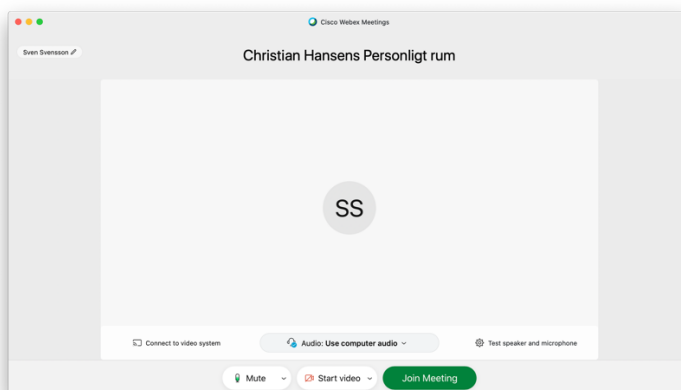 Cisco Webex Meetings
Sven Svensson
Christian Hansens Personligt rum
SS
Connect to video system
Audio: Use computer audio
Test speaker and microphone
Mute
Start video
Join Meeting